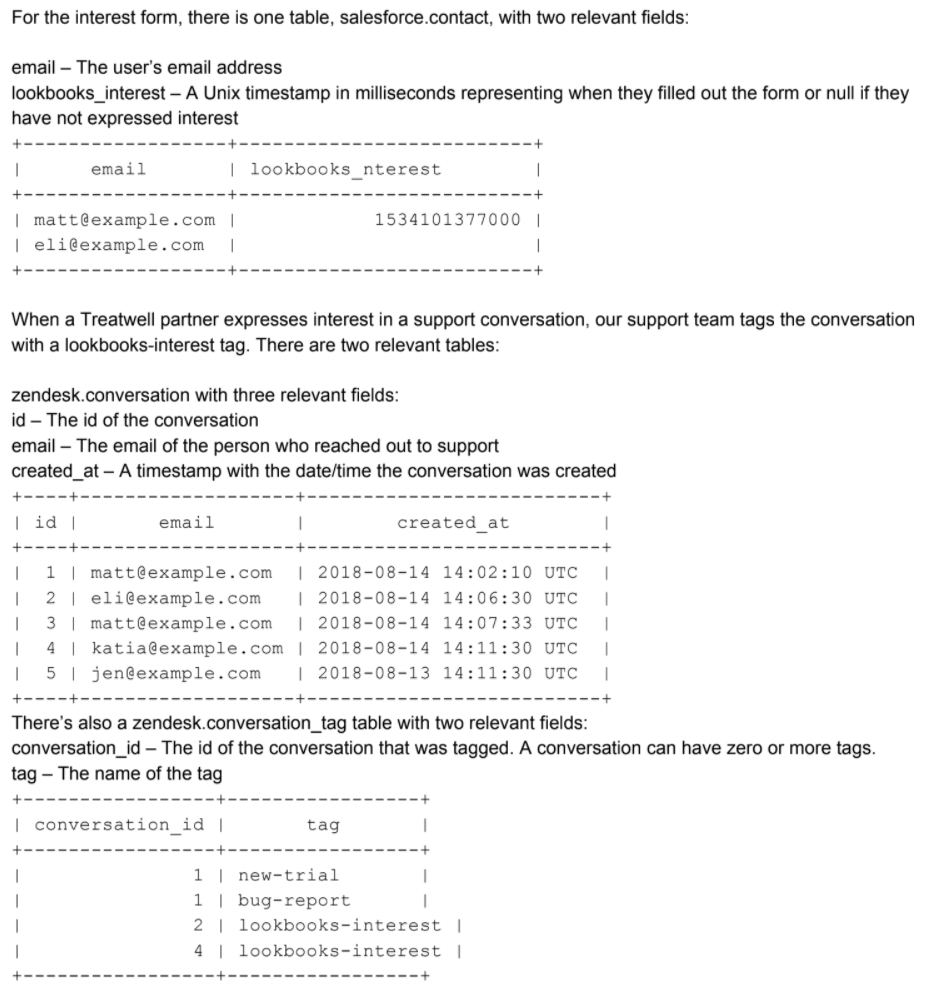 For the interest form, there is one table, salesforce.contact, with two relevant fields:
email – The user's email address
lookbooks_interest – A Unix timestamp in milliseconds representing when they filled out the form or null if they
have not expressed interest
+------------------+--------------------------+
| email | lookbooks_nterest |
+------------------+--------------------------+
| matt@example.com | 1534101377000 |
| eli@example.com | |
+------------------+--------------------------+
When a Treatwell partner expresses interest in a support conversation, our support team tags the conversation
with a lookbooks-interest tag. There are two relevant tables:
zendesk.conversation with three relevant fields:
id – The id of the conversation
email – The email of the person who reached out to support
created_at – A timestamp with the date/time the conversation was created
+----+-------------------+--------------------------+
| id | email | created_at |
+----+-------------------+--------------------------+
| 1 | matt@example.com | 2018-08-14 14:02:10 UTC |
| 2 | eli@example.com | 2018-08-14 14:06:30 UTC |
| 3 | matt@example.com | 2018-08-14 14:07:33 UTC |
| 4 | katia@example.com | 2018-08-14 14:11:30 UTC |
| 5 | jen@example.com | 2018-08-13 14:11:30 UTC |
+----+-------------------+--------------------------+
There's also a zendesk.conversation_tag table with two relevant fields:
conversation_id – The id of the conversation that was tagged. A conversation can have zero or more tags.
tag – The name of the tag
+-----------------+-----------------+
| conversation_id | tag |
+-----------------+-----------------+
| 1 | new-trial |
| 1 | bug-report |
| 2 | lookbooks-interest |
| 4 | lookbooks-interest |
+-----------------+-----------------+